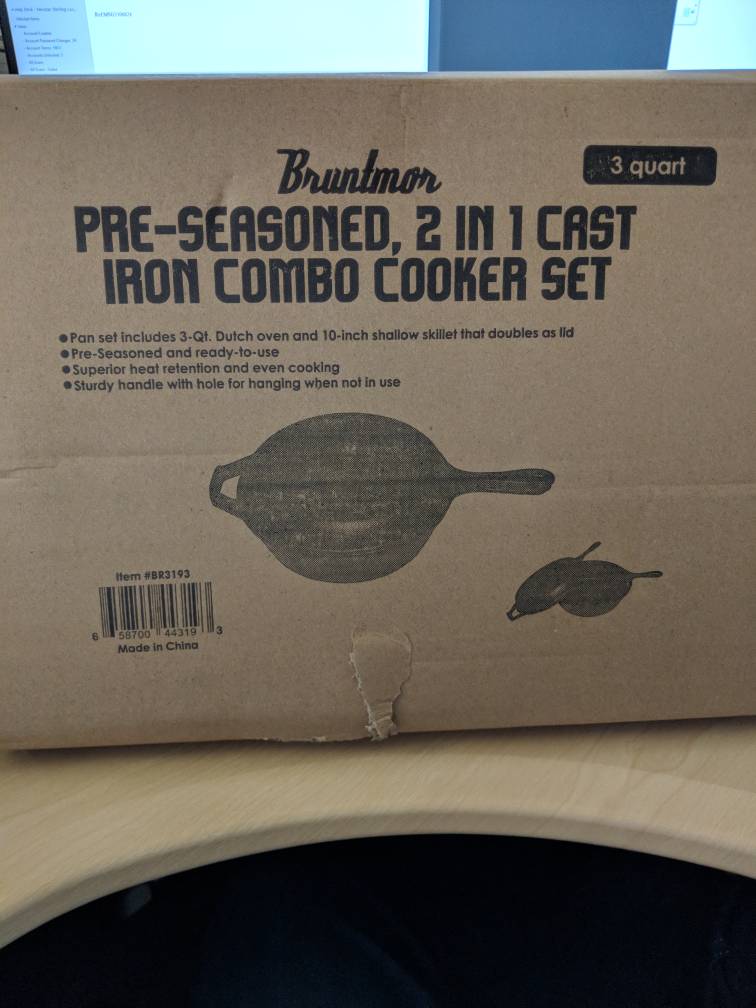 Bruntmor
3 quart
PRE-SEASONED, 2 IN 1 CAST
IRON COMBO COOKER SET
● Pan set includes 3-Qt. Dutch oven and 10-inch shallow skillet that doubles as lid
● Pre-Seasoned and ready-to-use
● Superior heat retention and even cooking
● Sturdy handle with hole for hanging when not in use
Item #BR3193
6 58700 44319 3
Made in China